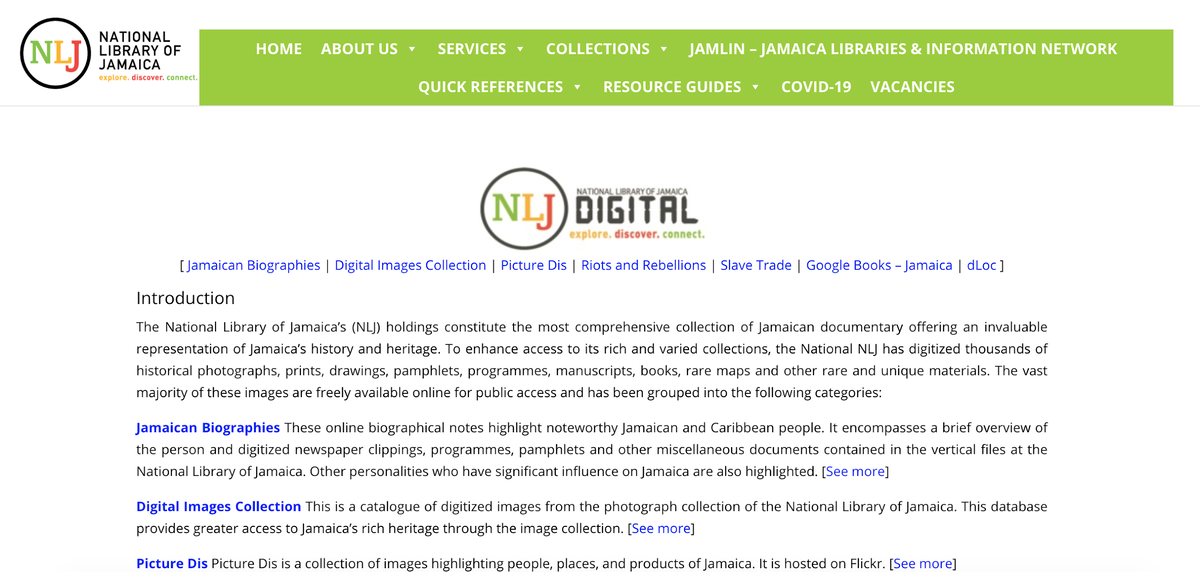 NLJ
NATIONAL
LIBRARY OF
JAMAICA
explore. discover. connect.
HOME ABOUT US ▼ SERVICES ▼ COLLECTIONS ▼ JAMLIN – JAMAICA LIBRARIES & INFORMATION NETWORK
QUICK REFERENCES ▼ RESOURCE GUIDES ▼ COVID-19 VACANCIES
NLJ
NATIONAL LIBRARY OF JAMAICA
DIGITAL
explore. discover. connect.
[ Jamaican Biographies | Digital Images Collection | Picture Dis | Riots and Rebellions | Slave Trade | Google Books – Jamaica | dLoc ]
Introduction
The National Library of Jamaica's (NLJ) holdings constitute the most comprehensive collection of Jamaican documentary offering an invaluable
representation of Jamaica's history and heritage. To enhance access to its rich and varied collections, the National NLJ has digitized thousands of
historical photographs, prints, drawings, pamphlets, programmes, manuscripts, books, rare maps and other rare and unique materials. The vast
majority of these images are freely available online for public access and has been grouped into the following categories:
Jamaican Biographies These online biographical notes highlight noteworthy Jamaican and Caribbean people. It encompasses a brief overview of
the person and digitized newspaper clippings, programmes, pamphlets and other miscellaneous documents contained in the vertical files at the
National Library of Jamaica. Other personalities who have significant influence on Jamaica are also highlighted. [See more]
Digital Images Collection This is a catalogue of digitized images from the photograph collection of the National Library of Jamaica. This database
provides greater access to Jamaica's rich heritage through the image collection. [See more]
Picture Dis Picture Dis is a collection of images highlighting people, places, and products of Jamaica. It is hosted on Flickr. [See more]